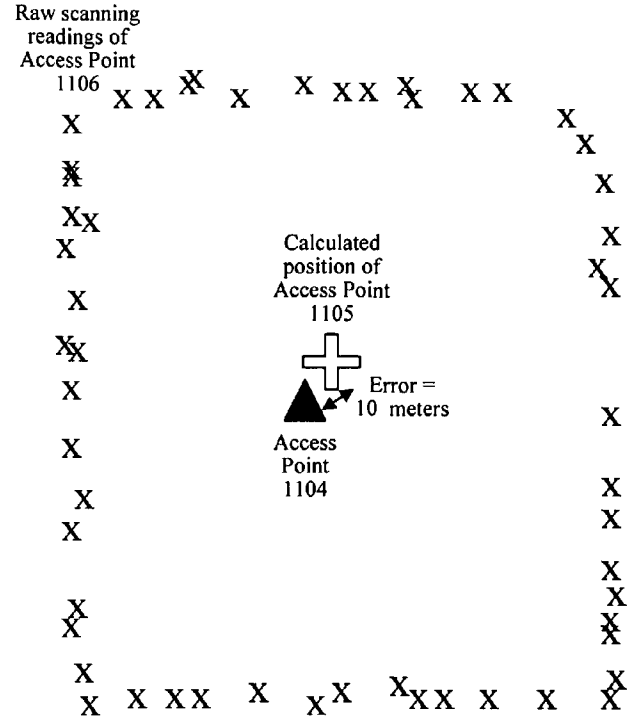 Raw scanning
readings of
Access Point
1106
Calculated
position of
Access Point
1105
Error =
10 meters
Access
Point
1104